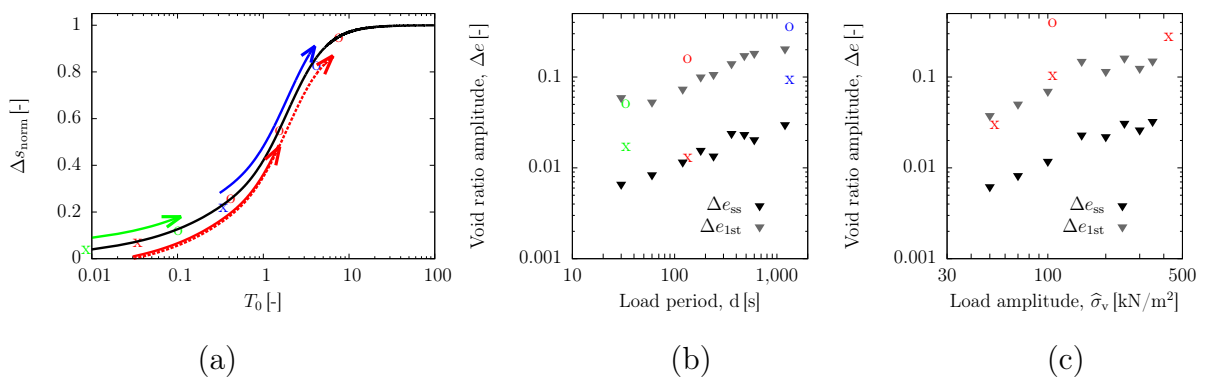 Δs_norm [-]
1
0.8
0.6
0.4
0.2
0
0.01
0.1
1
10
100
T_0 [-]
x
x
x
x
x
o
o
o
o
o
(a)
Void ratio amplitude, Δe [-]
0.1
0.01
0.001
10
100
1,000
Load period, d [s]
o
o
o
x
x
x
Δe_ss
Δe_1st
(b)
Void ratio amplitude, Δe [-]
0.1
0.01
0.001
30
100
500
Load amplitude, σ̂_v [kN/m²]
o
x
x
x
Δe_ss
Δe_1st
(c)